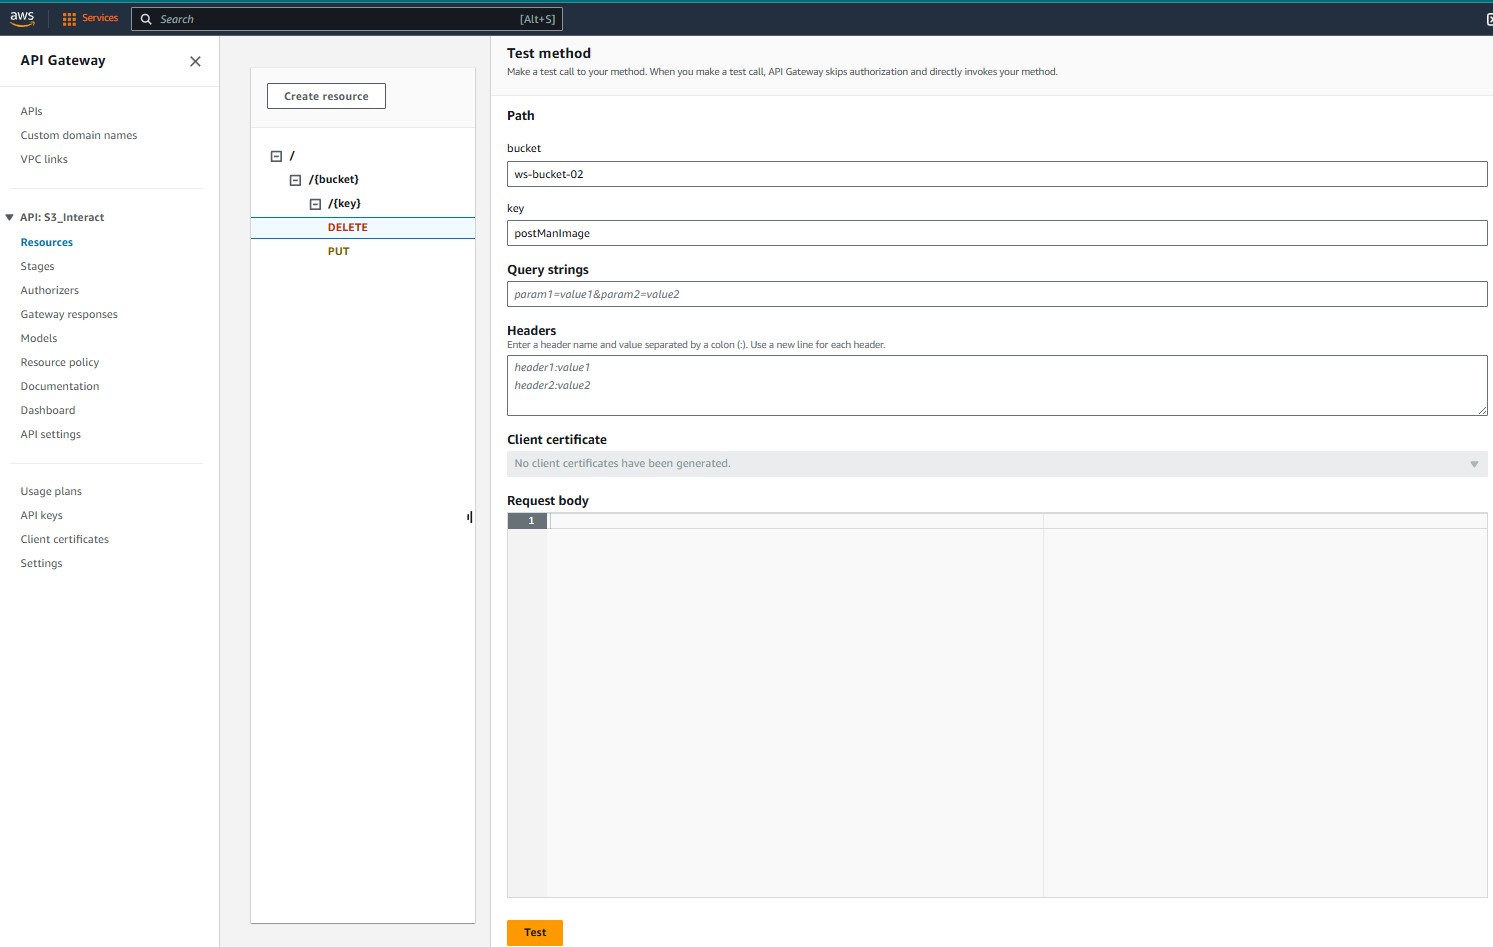 aws
Services
Search
[Alt+S]
API Gateway
APIs
Custom domain names
VPC links
API: S3_Interact
Resources
Stages
Authorizers
Gateway responses
Models
Resource policy
Documentation
Dashboard
API settings
Usage plans
API keys
Client certificates
Settings
Create resource
/
/{bucket}
/{key}
DELETE
PUT
Test method
Make a test call to your method. When you make a test call, API Gateway skips authorization and directly invokes your method.
Path
bucket
ws-bucket-02
key
postManImage
Query strings
param1=value1&param2=value2
Headers
Enter a header name and value separated by a colon (:). Use a new line for each header.
header1:value1
header2:value2
Client certificate
No client certificates have been generated.
Request body
1
Test